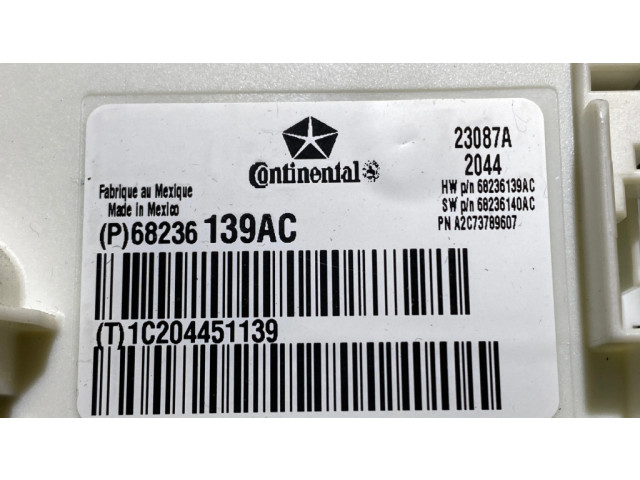 Continental
23087A
2044
HW p/n 68236139AC
SW p/n 68236140AC
PN A2C73789607
Fabrique au Mexique
Made in Mexico
(P)68236 139AC
(T)1C204451139